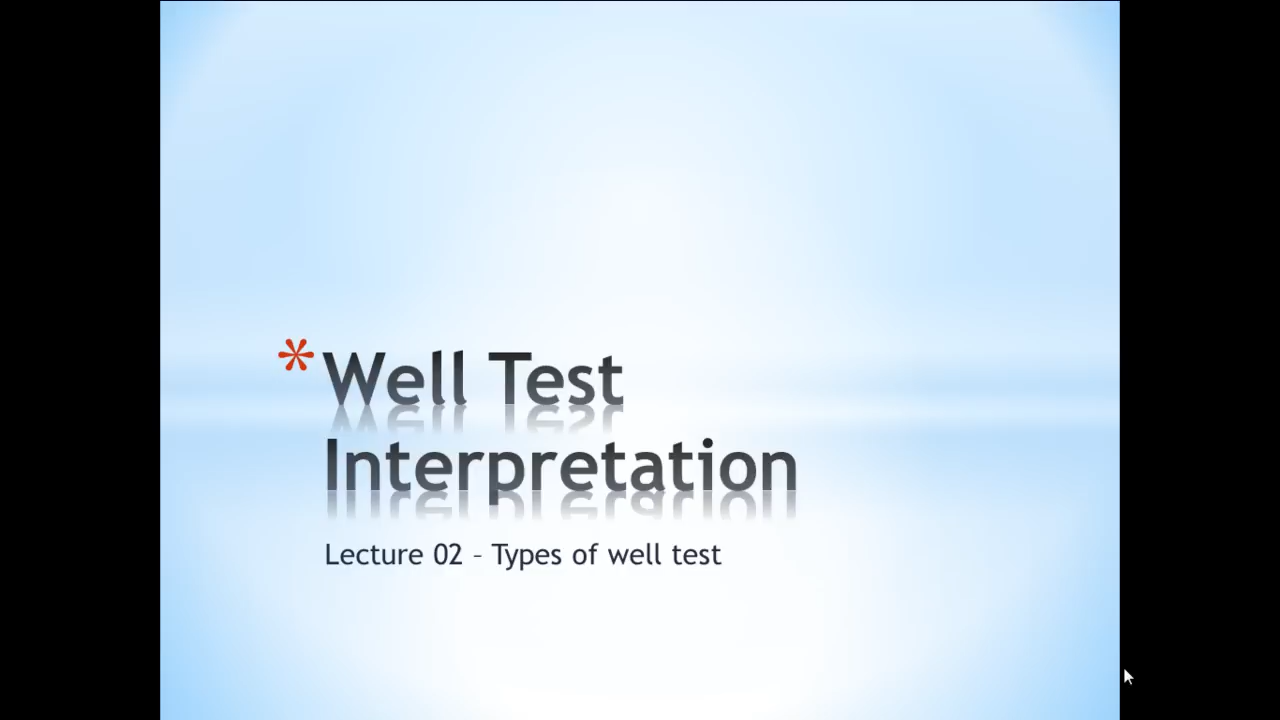 * Well Test
Interpretation
Lecture 02 – Types of well test